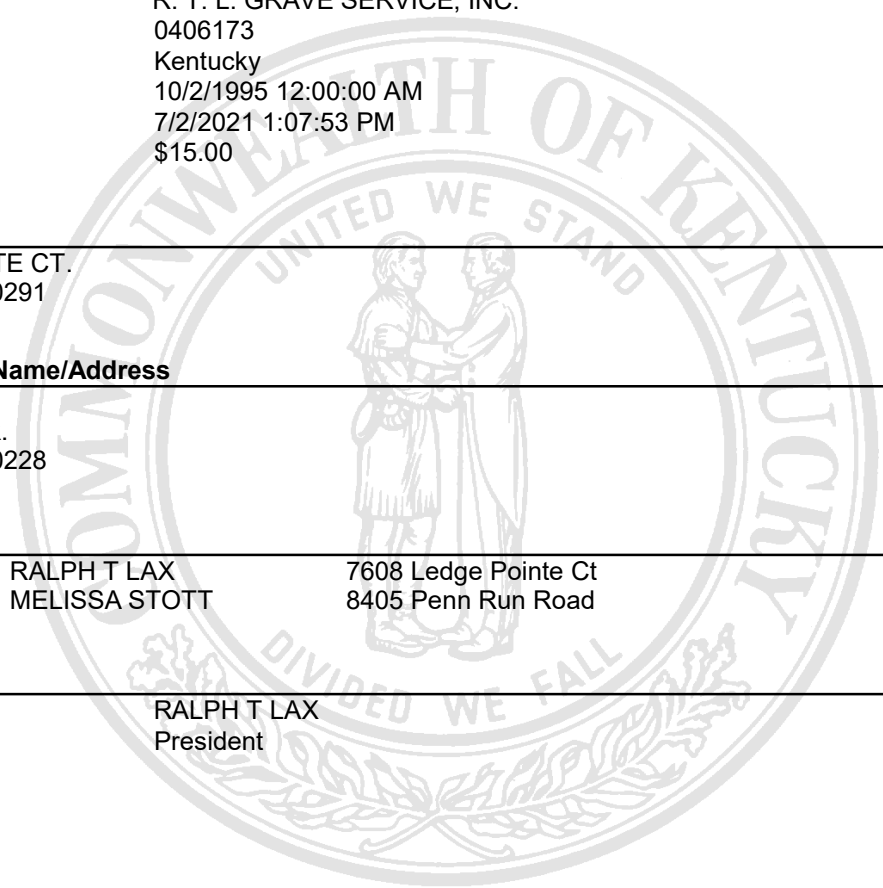 R. T. L. GRAVE SERVICE, INC.
0406173
Kentucky
10/2/1995 12:00:00 AM
7/2/2021 1:07:53 PM
$15.00
COMMONWEALTH OF KENTUCKY
UNITED WE STAND
TE CT.
0291
Name/Address
0228
RALPH T LAX 7608 Ledge Pointe Ct
MELISSA STOTT 8405 Penn Run Road
DIVIDED WE FALL
RALPH T LAX
President